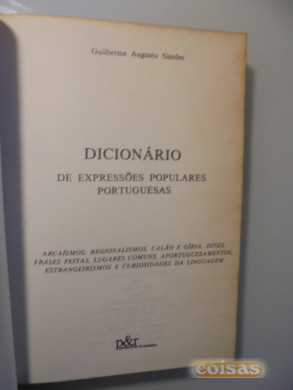 Guilherme Augusto Simões
DICIONÁRIO
DE EXPRESSÕES POPULARES
PORTUGUESAS
ARCAÍSMOS, REGIONALISMOS, CALÃO E GÍRIA, DITOS,
FRASES FEITAS, LUGARES COMUNS, APORTUGUESAMENTOS,
ESTRANGEIRISMOS E CURIOSIDADES DA LINGUAGEM
p&r
coisas